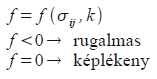 f = f(σij, k)
f < 0 → rugalmas
f = 0 → képlékeny